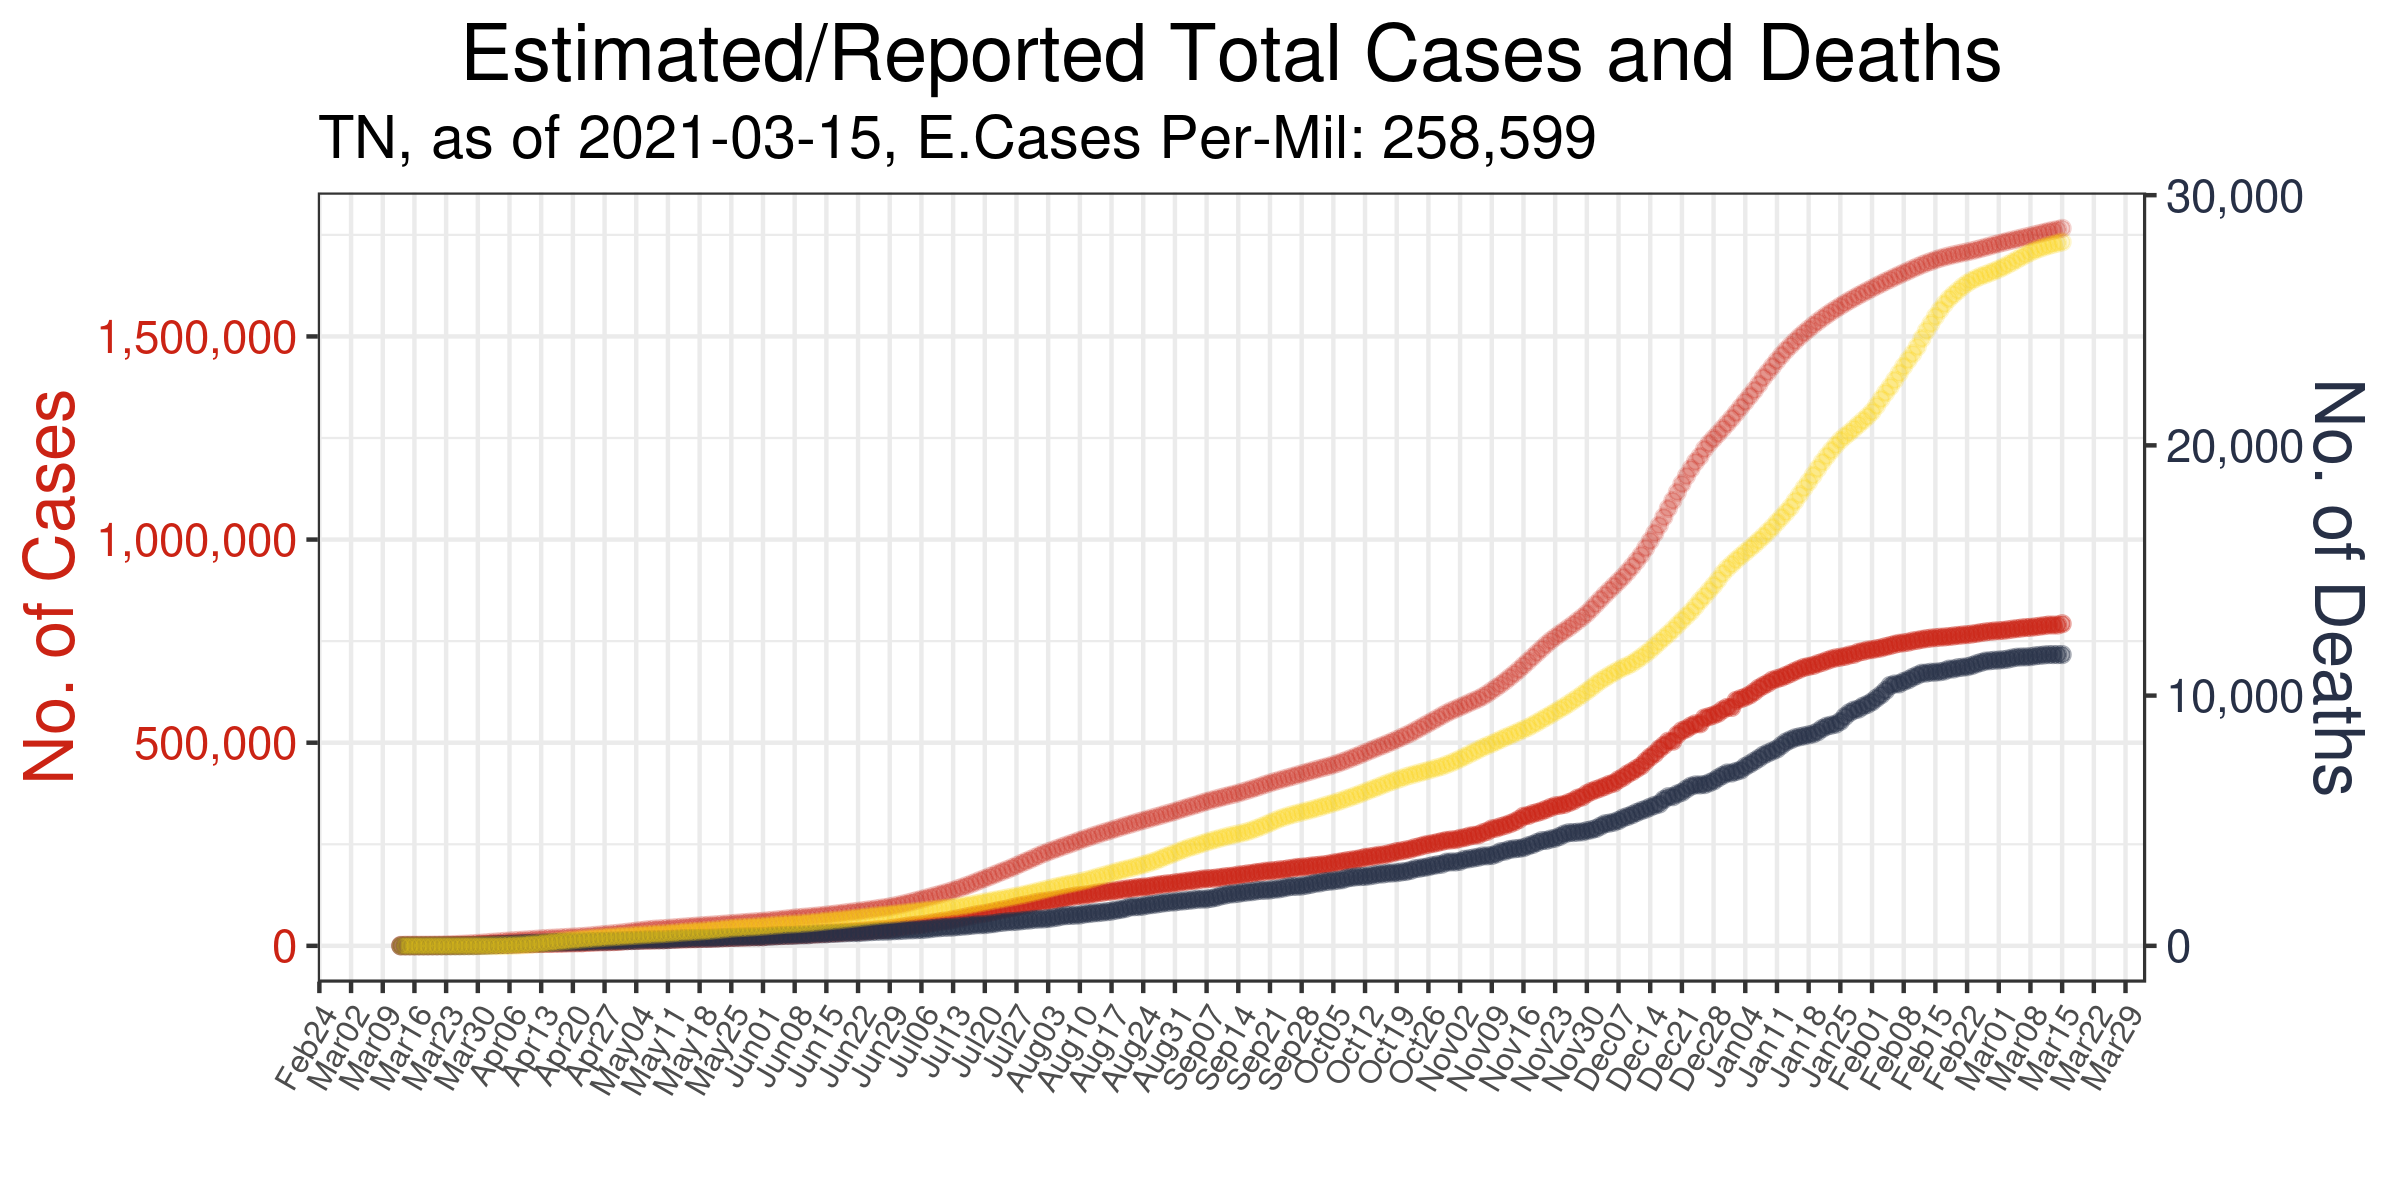 Estimated/Reported Total Cases and Deaths
TN, as of 2021-03-15, E.Cases Per-Mil: 258,599
No. of Cases
1,500,000
1,000,000
500,000
0
30,000
20,000
10,000
0
No. of Deaths
Feb24
Mar02
Mar09
Mar16
Mar23
Mar30
Apr06
Apr13
Apr20
Apr27
May04
May11
May18
May25
Jun01
Jun08
Jun15
Jun22
Jun29
Jul06
Jul13
Jul20
Jul27
Aug03
Aug10
Aug17
Aug24
Aug31
Sep07
Sep14
Sep21
Sep28
Oct05
Oct12
Oct19
Oct26
Nov02
Nov09
Nov16
Nov23
Nov30
Dec07
Dec14
Dec21
Dec28
Jan04
Jan11
Jan18
Jan25
Feb01
Feb08
Feb15
Feb22
Mar01
Mar08
Mar15
Mar22
Mar29